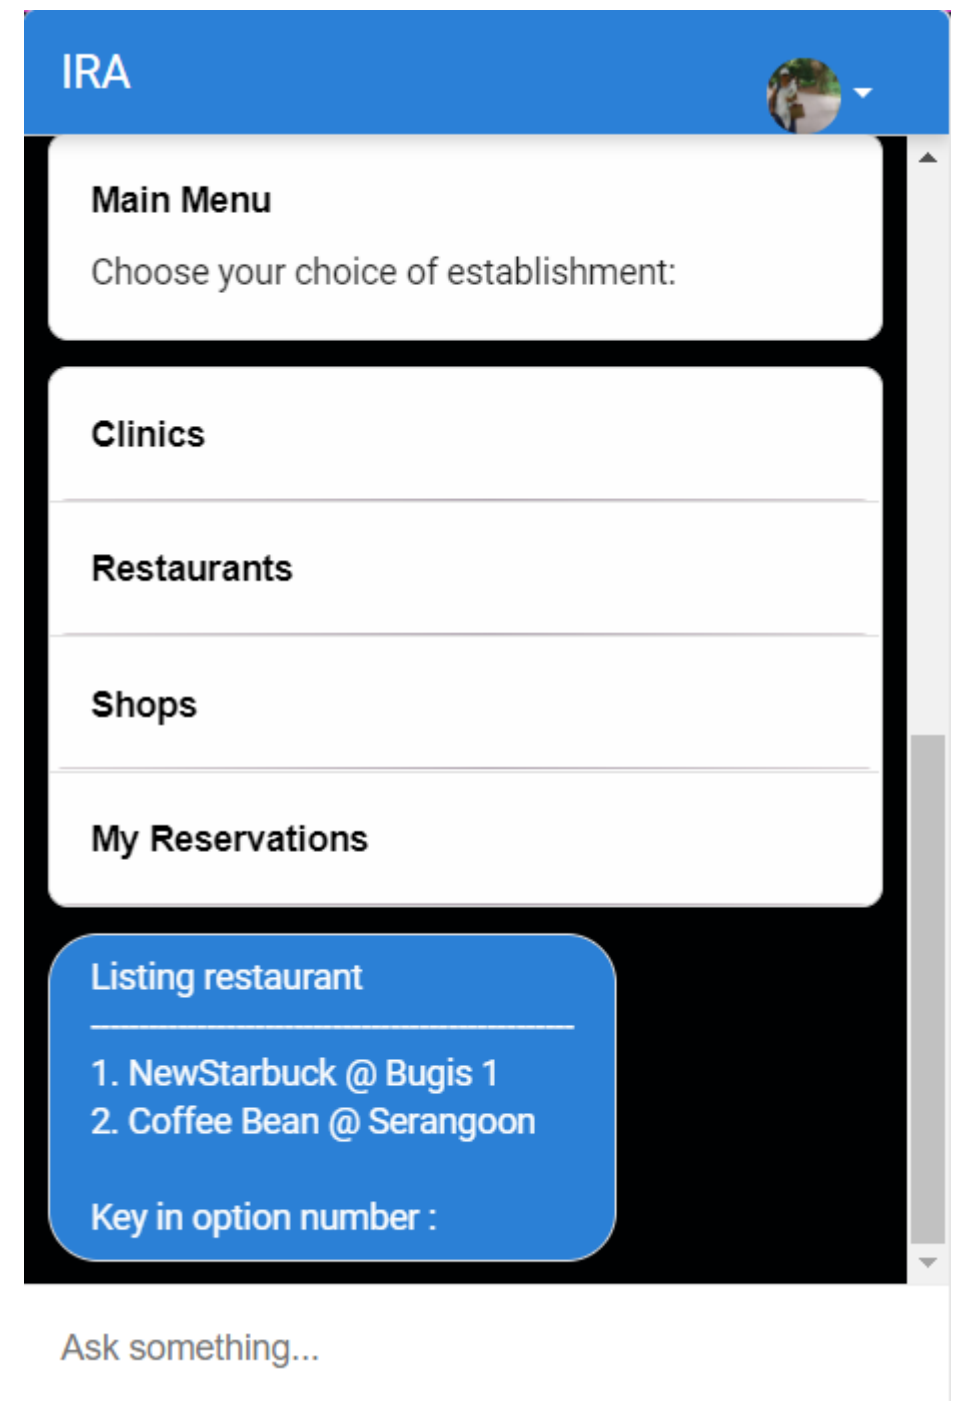 IRA
Main Menu
Choose your choice of establishment:
Clinics
Restaurants
Shops
My Reservations
Listing restaurant
------------------------------------------------
1. NewStarbuck @ Bugis 1
2. Coffee Bean @ Serangoon
Key in option number :
Ask something...